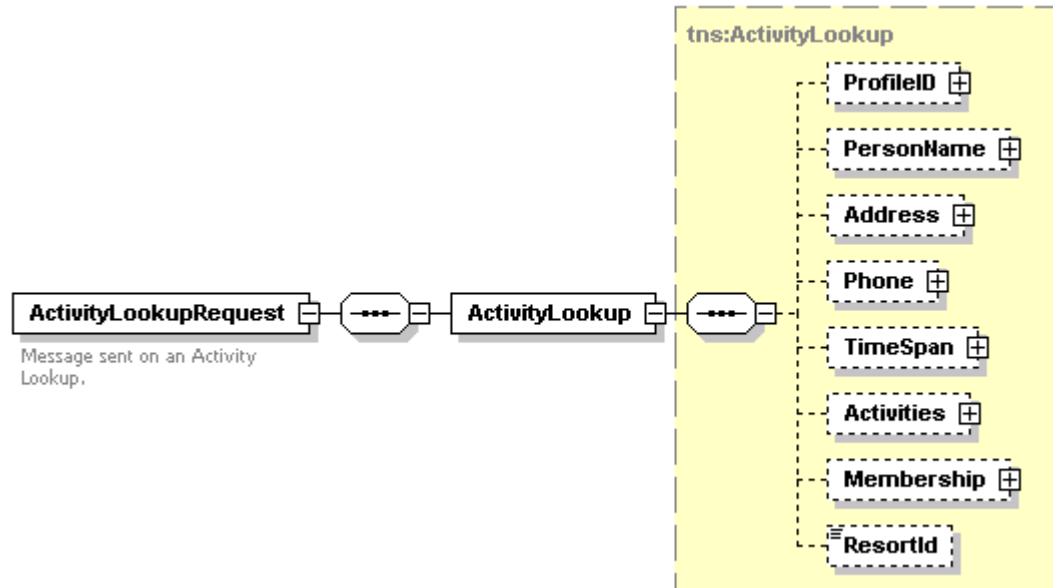 tns:ActivityLookup
ProfileID
PersonName
Address
Phone
ActivityLookupRequest
ActivityLookup
Message sent on an Activity
Lookup.
TimeSpan
Activities
Membership
ResortId